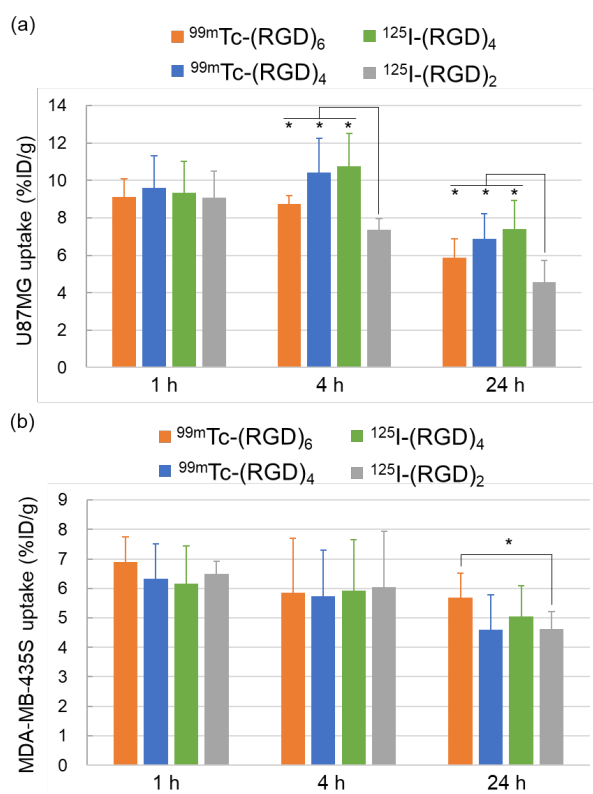 (a)
⁹⁹ᵐTc-(RGD)₆ ¹²⁵I-(RGD)₄
⁹⁹ᵐTc-(RGD)₄ ¹²⁵I-(RGD)₂
U87MG uptake (%ID/g)
14
12
10
8
6
4
2
0
* * *
* * *
1 h 4 h 24 h
(b)
⁹⁹ᵐTc-(RGD)₆ ¹²⁵I-(RGD)₄
⁹⁹ᵐTc-(RGD)₄ ¹²⁵I-(RGD)₂
MDA-MB-435S uptake (%ID/g)
9
8
7
6
5
4
3
2
1
0
*
1 h 4 h 24 h